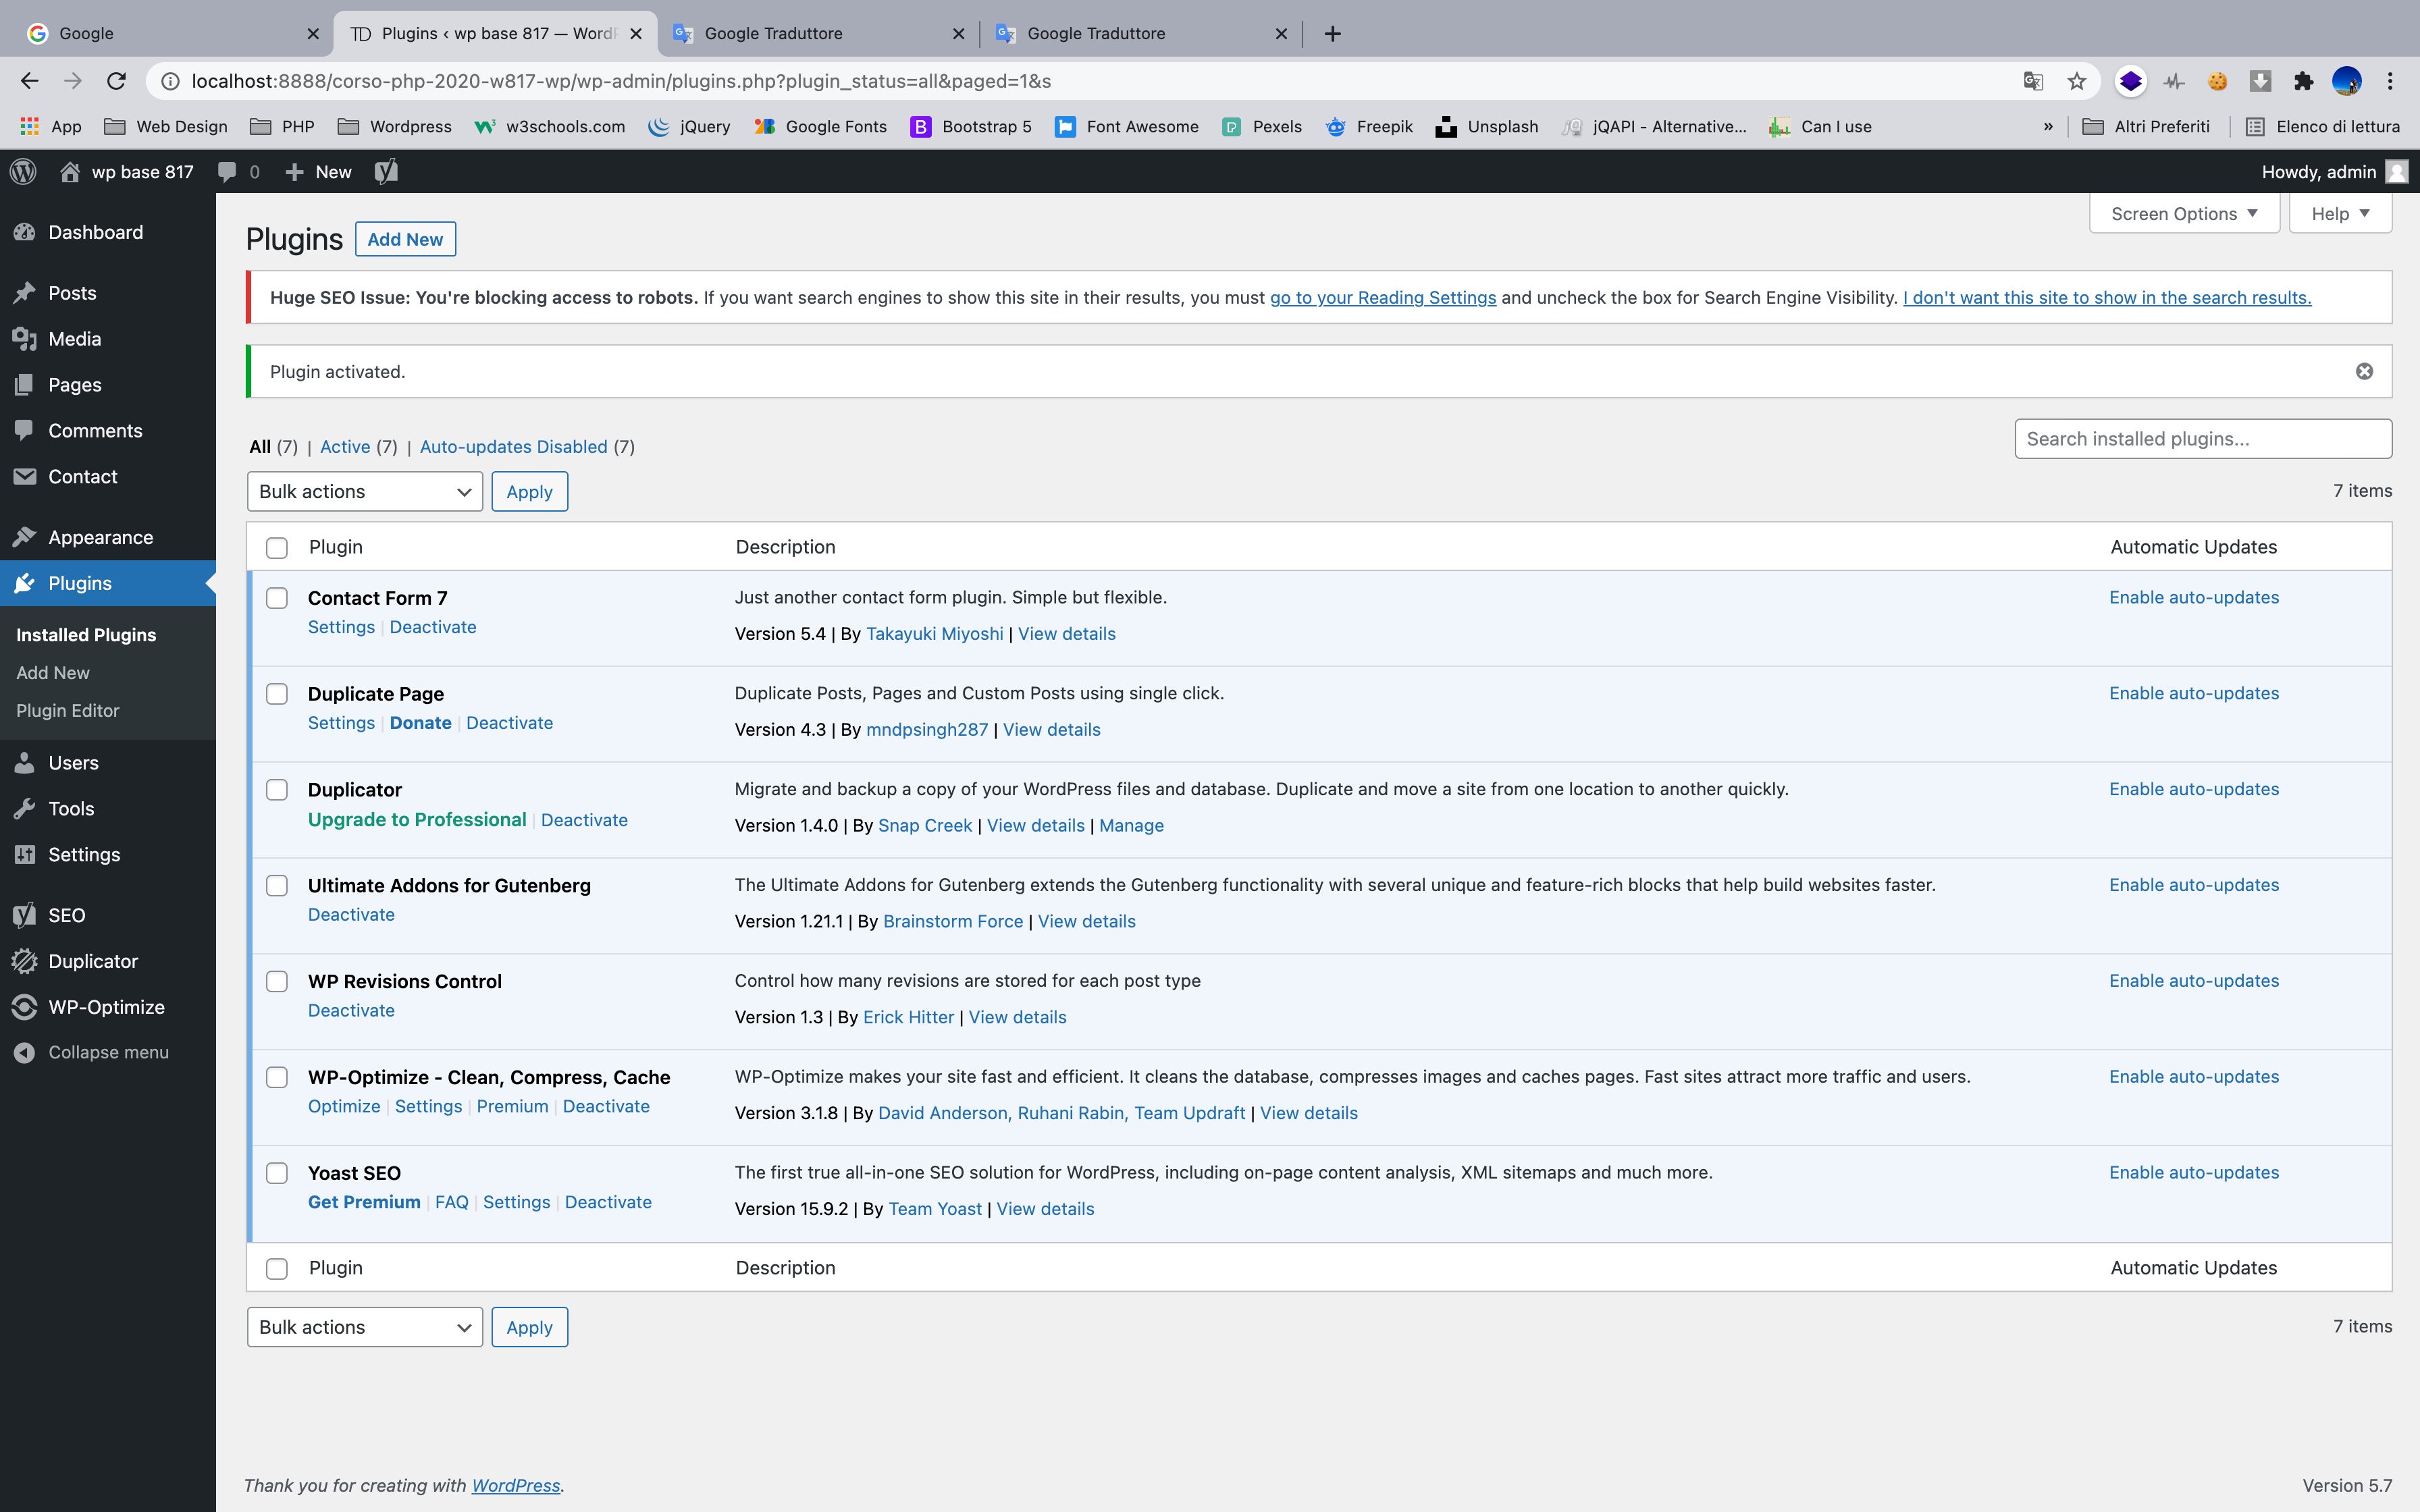 Google
Plugins ‹ wp base 817 — WordP
Google Traduttore
Google Traduttore
localhost:8888/corso-php-2020-w817-wp/wp-admin/plugins.php?plugin_status=all&paged=1&s
App
Web Design
PHP
Wordpress
w3schools.com
jQuery
Google Fonts
Bootstrap 5
Font Awesome
Pexels
Freepik
Unsplash
jQAPI - Alternative...
Can I use
»
Altri Preferiti
Elenco di lettura
wp base 817
0
New
Howdy, admin
Dashboard
Posts
Media
Pages
Comments
Contact
Appearance
Plugins
Installed Plugins
Add New
Plugin Editor
Users
Tools
Settings
SEO
Duplicator
WP-Optimize
Collapse menu
Screen Options
Help
Plugins Add New
Huge SEO Issue: You're blocking access to robots. If you want search engines to show this site in their results, you must go to your Reading Settings and uncheck the box for Search Engine Visibility. I don't want this site to show in the search results.
Plugin activated.
All (7) | Active (7) | Auto-updates Disabled (7)
Search installed plugins...
Bulk actions Apply
7 items
Plugin Description Automatic Updates
Contact Form 7
Settings | Deactivate
Just another contact form plugin. Simple but flexible.
Version 5.4 | By Takayuki Miyoshi | View details
Enable auto-updates
Duplicate Page
Settings | Donate | Deactivate
Duplicate Posts, Pages and Custom Posts using single click.
Version 4.3 | By mndpsingh287 | View details
Enable auto-updates
Duplicator
Upgrade to Professional | Deactivate
Migrate and backup a copy of your WordPress files and database. Duplicate and move a site from one location to another quickly.
Version 1.4.0 | By Snap Creek | View details | Manage
Enable auto-updates
Ultimate Addons for Gutenberg
Deactivate
The Ultimate Addons for Gutenberg extends the Gutenberg functionality with several unique and feature-rich blocks that help build websites faster.
Version 1.21.1 | By Brainstorm Force | View details
Enable auto-updates
WP Revisions Control
Deactivate
Control how many revisions are stored for each post type
Version 1.3 | By Erick Hitter | View details
Enable auto-updates
WP-Optimize - Clean, Compress, Cache
Optimize | Settings | Premium | Deactivate
WP-Optimize makes your site fast and efficient. It cleans the database, compresses images and caches pages. Fast sites attract more traffic and users.
Version 3.1.8 | By David Anderson, Ruhani Rabin, Team Updraft | View details
Enable auto-updates
Yoast SEO
Get Premium | FAQ | Settings | Deactivate
The first true all-in-one SEO solution for WordPress, including on-page content analysis, XML sitemaps and much more.
Version 15.9.2 | By Team Yoast | View details
Enable auto-updates
Plugin Description Automatic Updates
Bulk actions Apply
7 items
Thank you for creating with WordPress.
Version 5.7